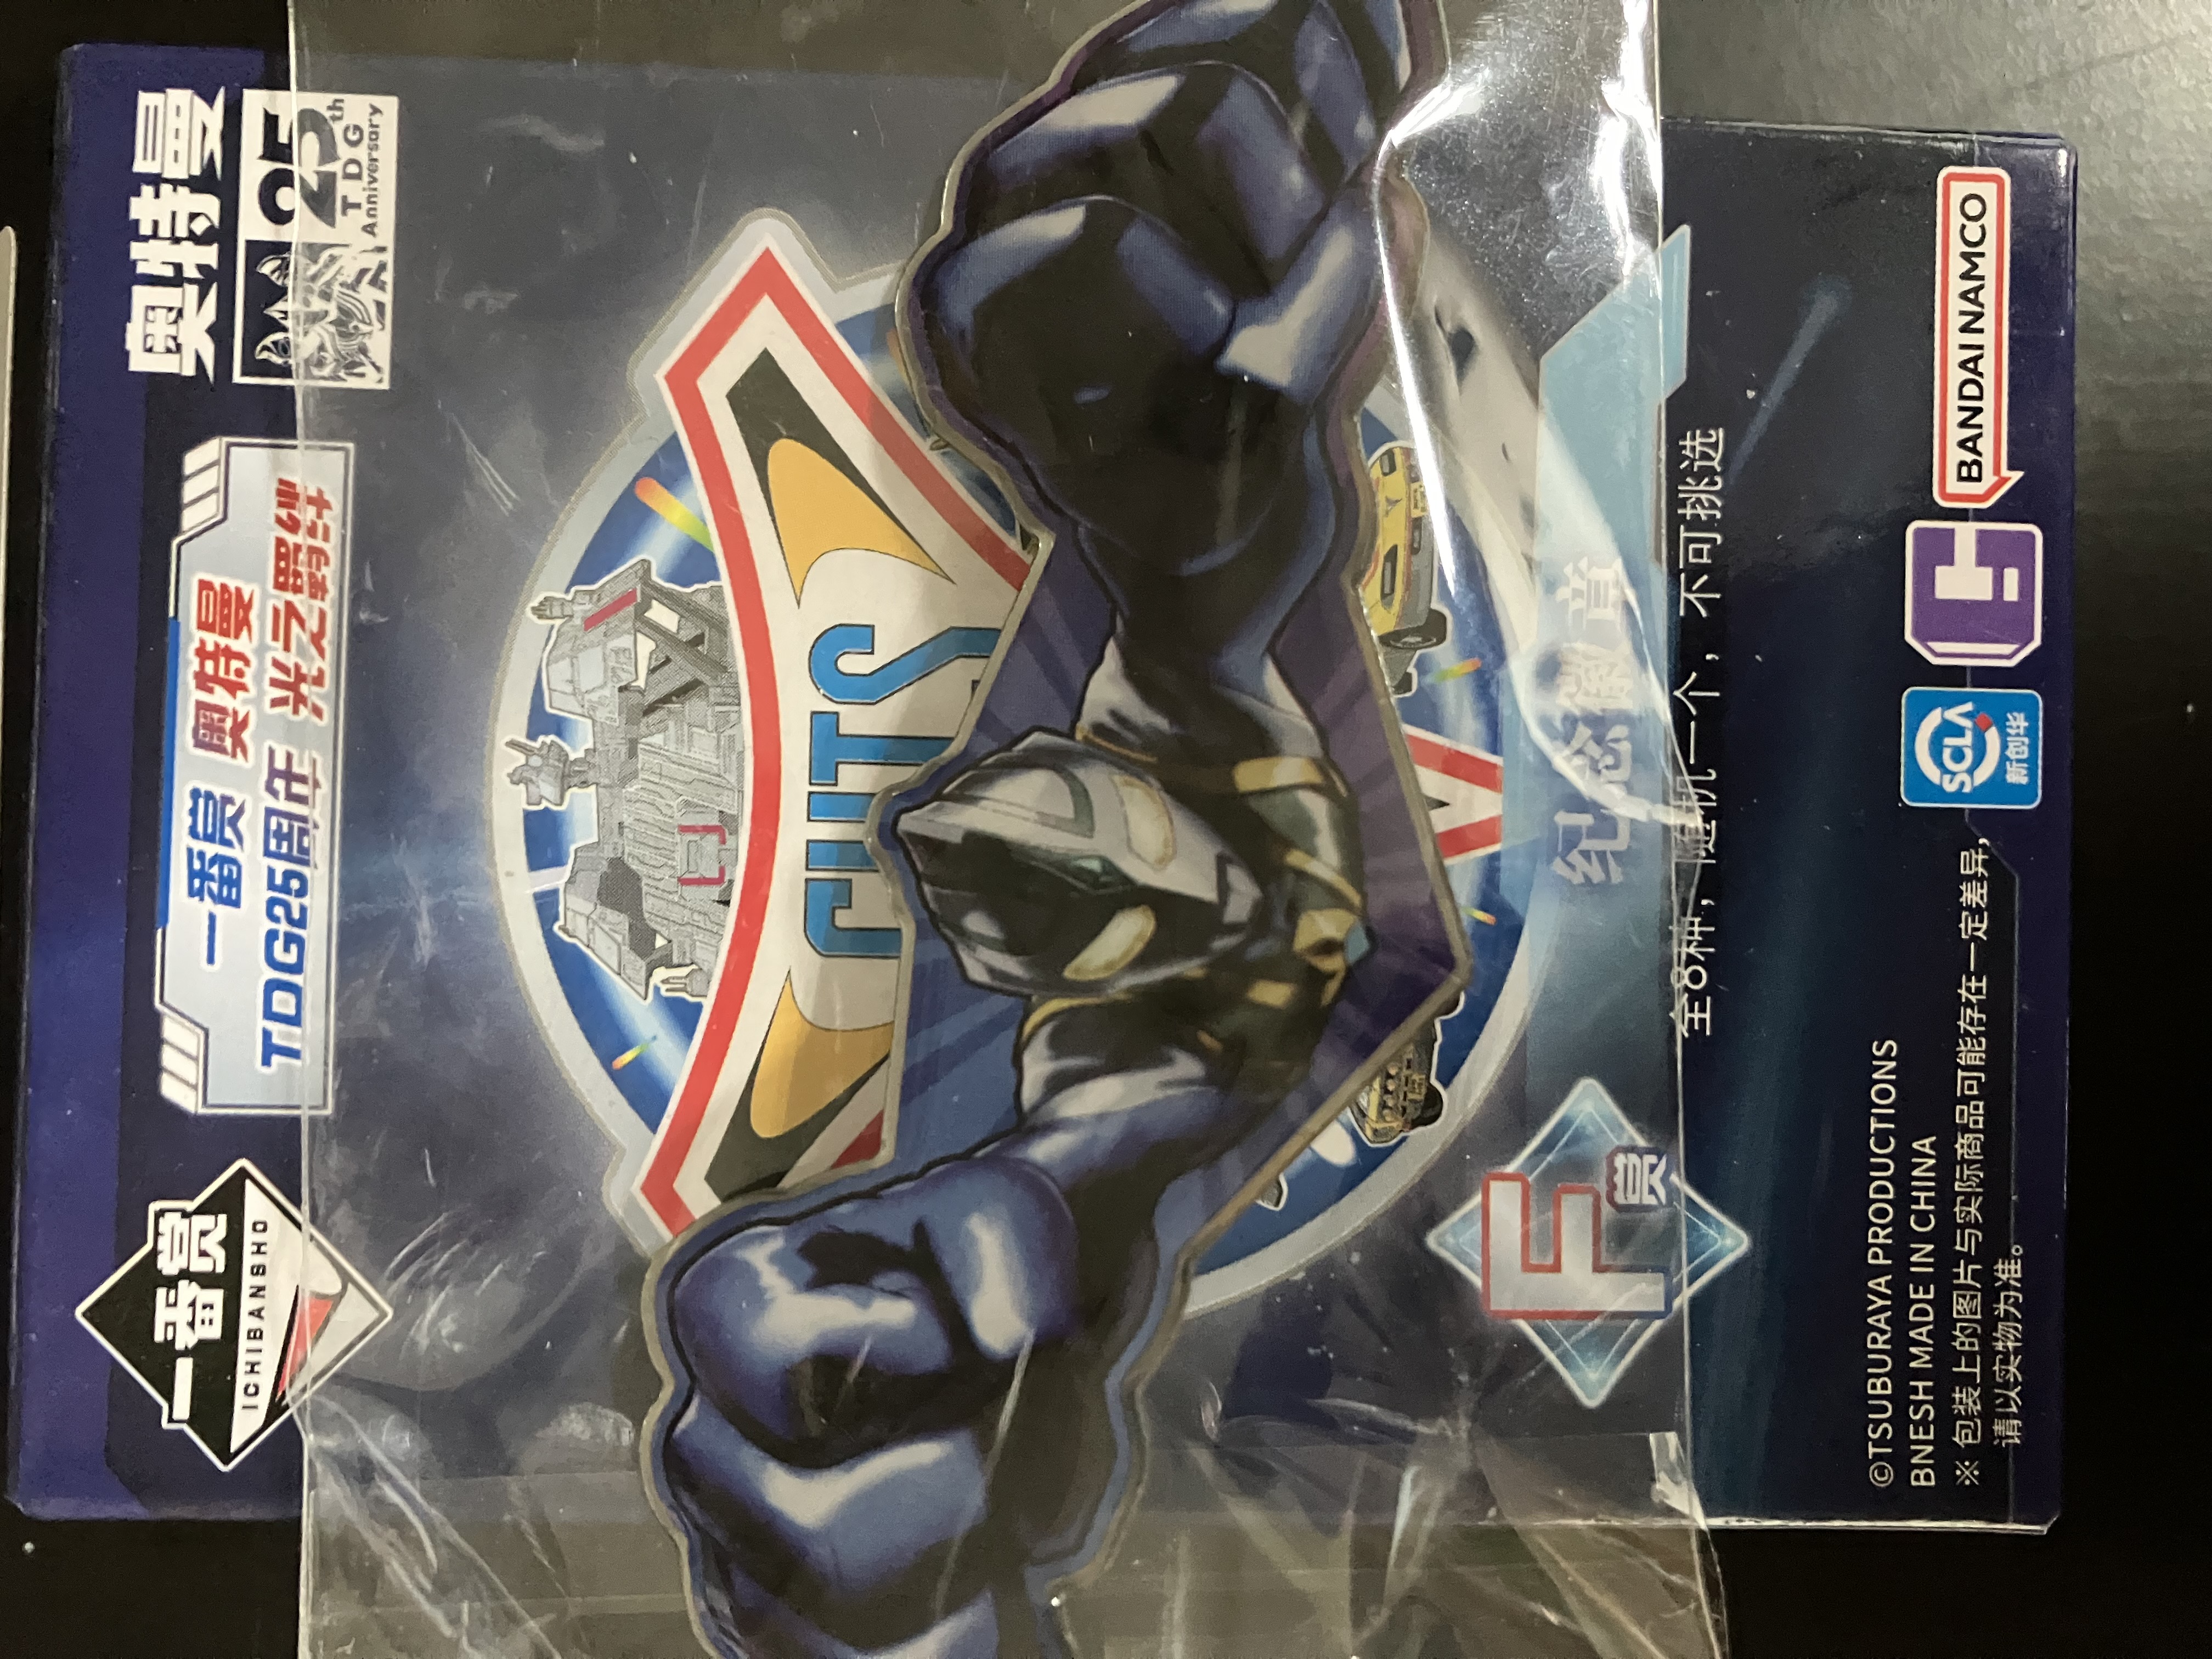 一番赏
ICHIBANSHO
一番赏 奥特曼
TDG25周年 光之羁绊
奥特曼
25th
TDG
Anniversary
GUTS
F赏
纪念徽章
全8种，随机一个，不可挑选
©TSUBURAYA PRODUCTIONS
BNESH MADE IN CHINA
※ 包装上的图片与实际商品可能存在一定差异，
请以实物为准。
SCLA
新创华
BANDAI NAMCO